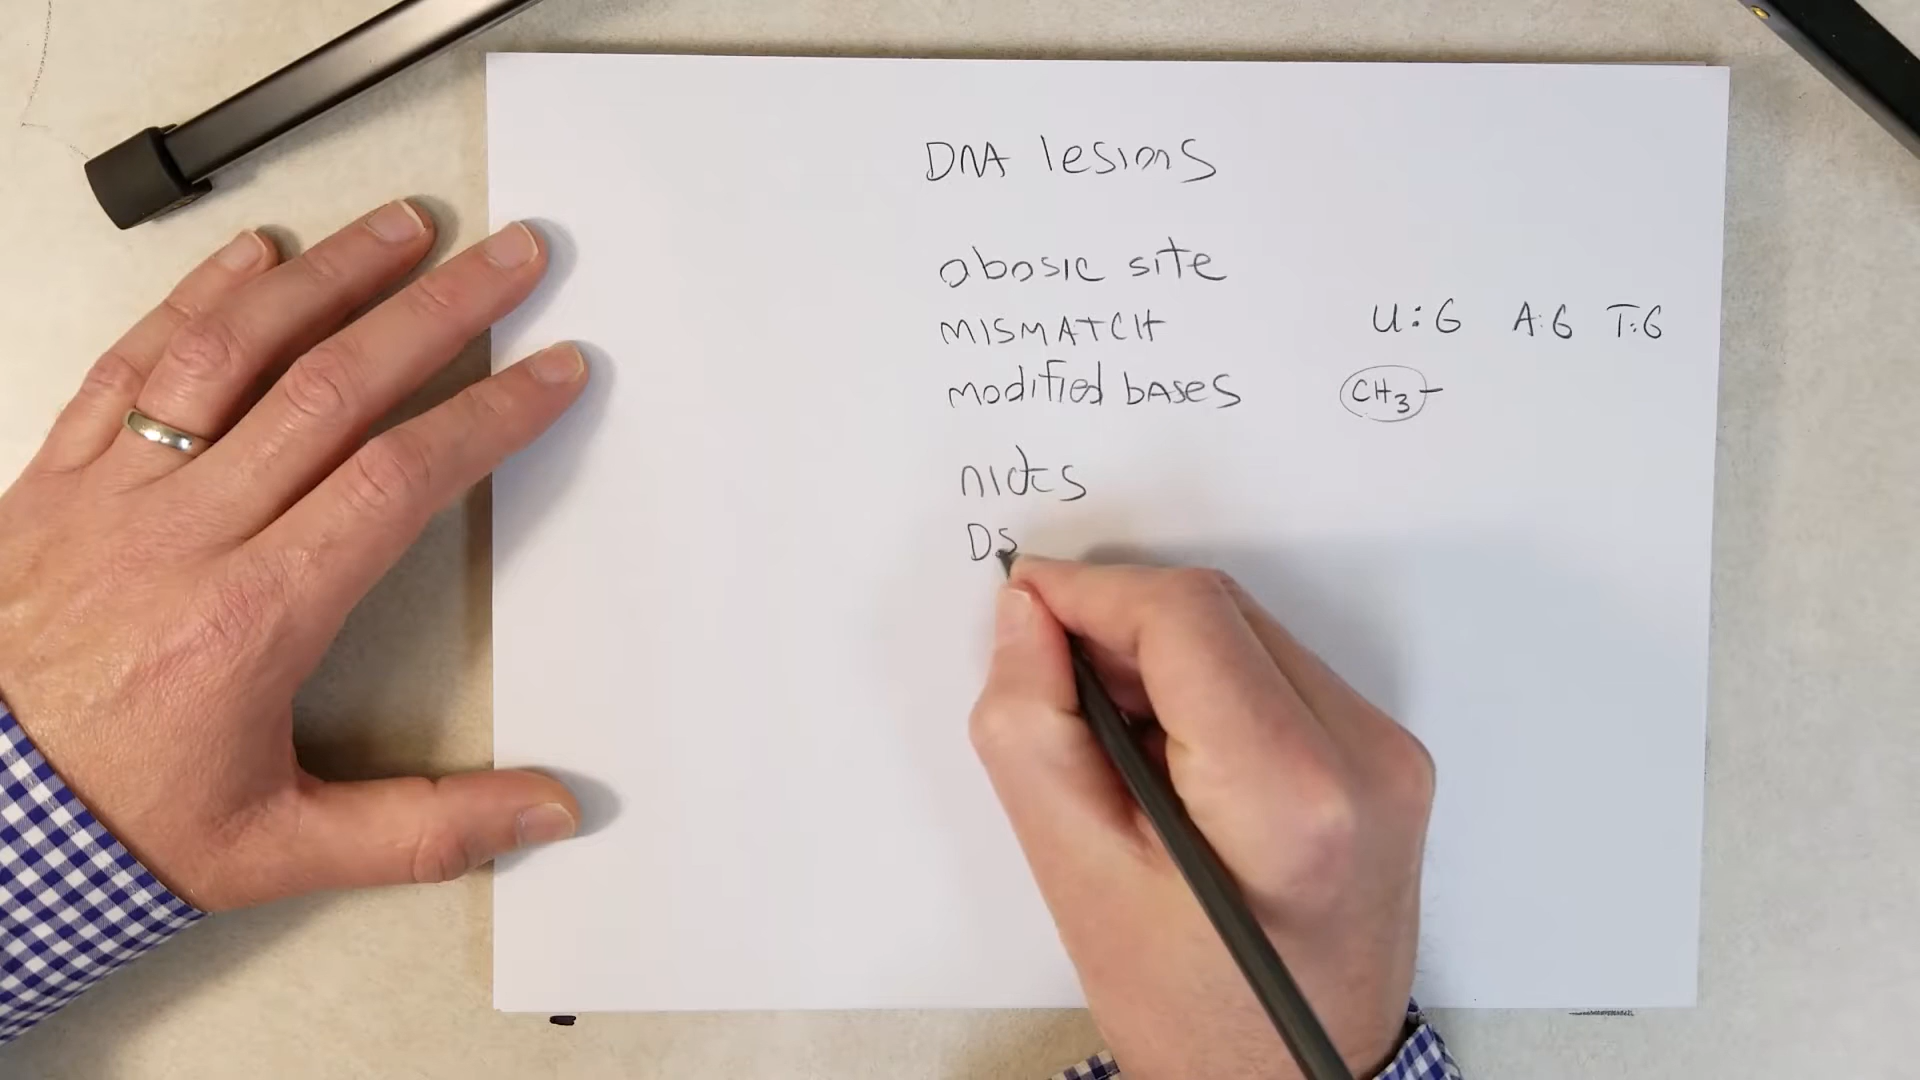 DNA lesions
abasic site
MISMATCH U:G A:G T:G
modified bAses CH3-
nicks
DS